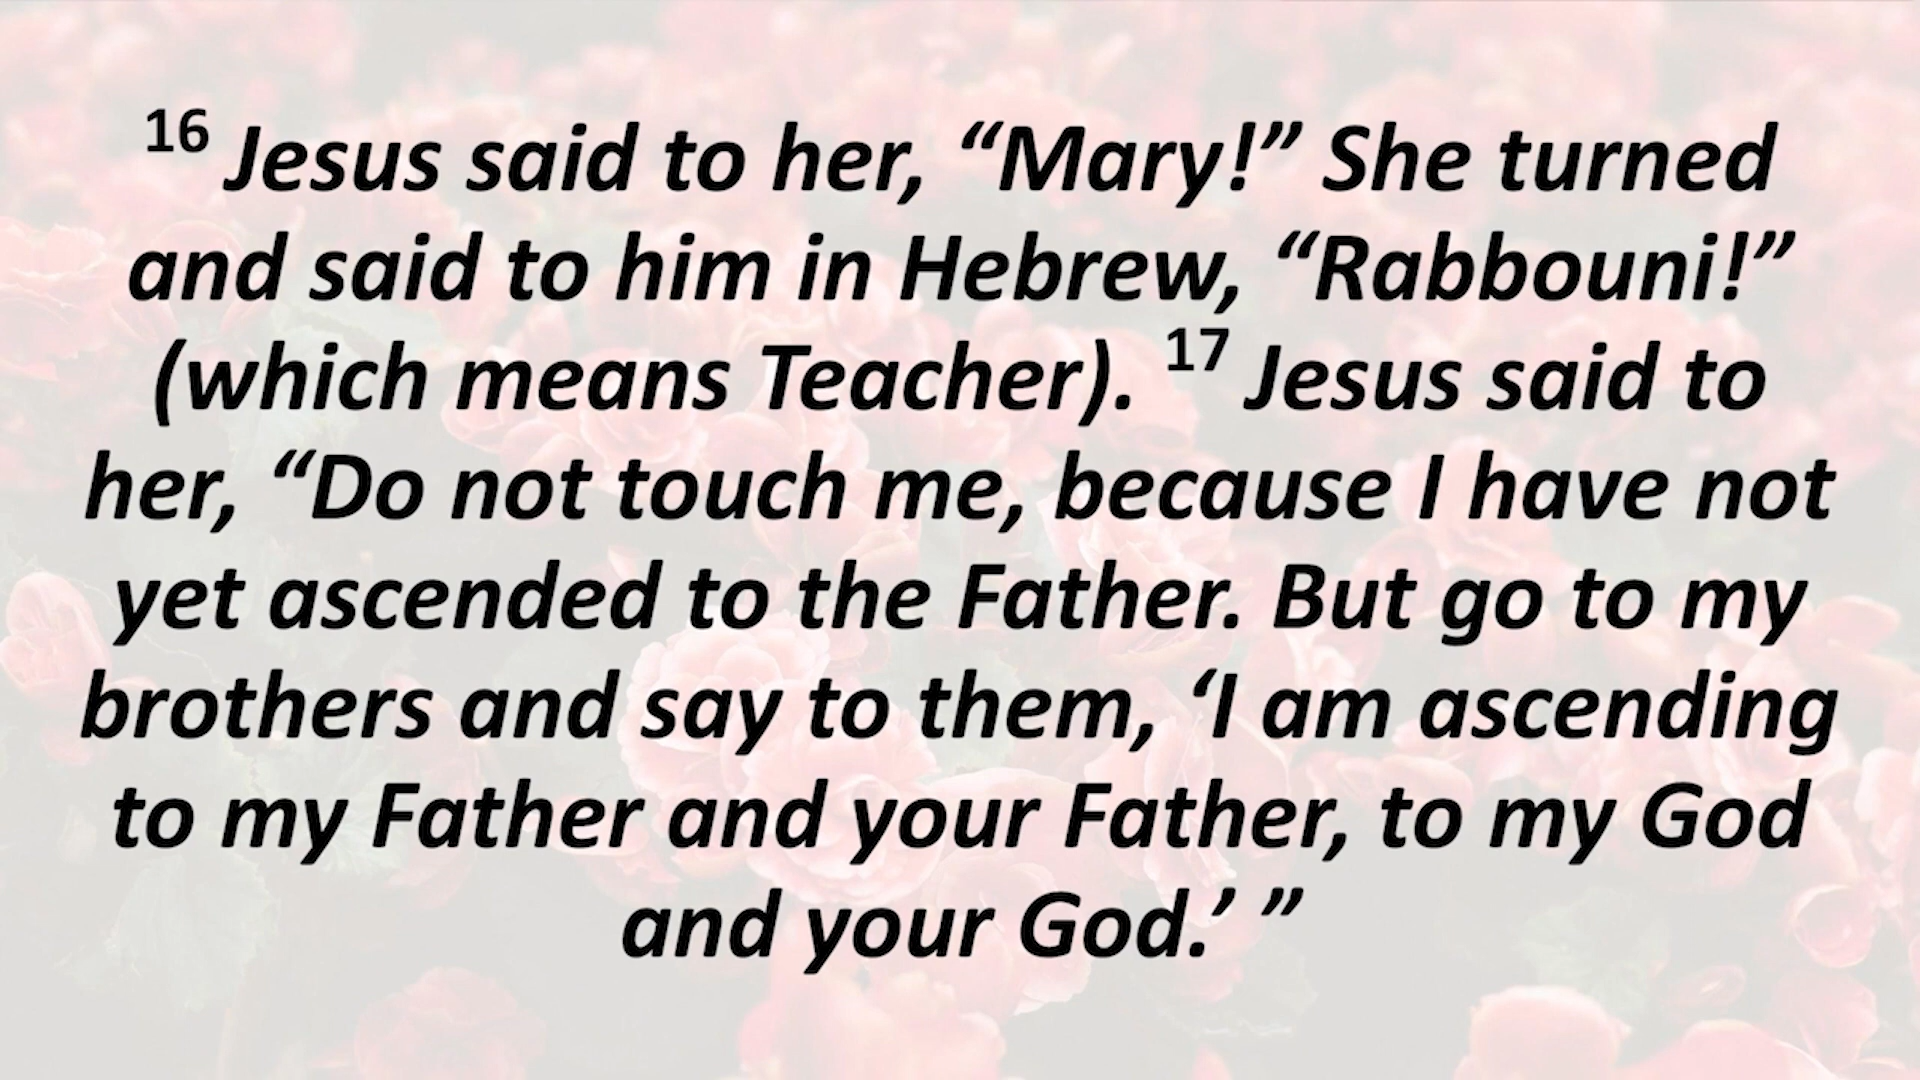 16 Jesus said to her, “Mary!” She turned
and said to him in Hebrew, “Rabbouni!”
(which means Teacher). 17 Jesus said to
her, “Do not touch me, because I have not
yet ascended to the Father. But go to my
brothers and say to them, ‘I am ascending
to my Father and your Father, to my God
and your God.’ ”